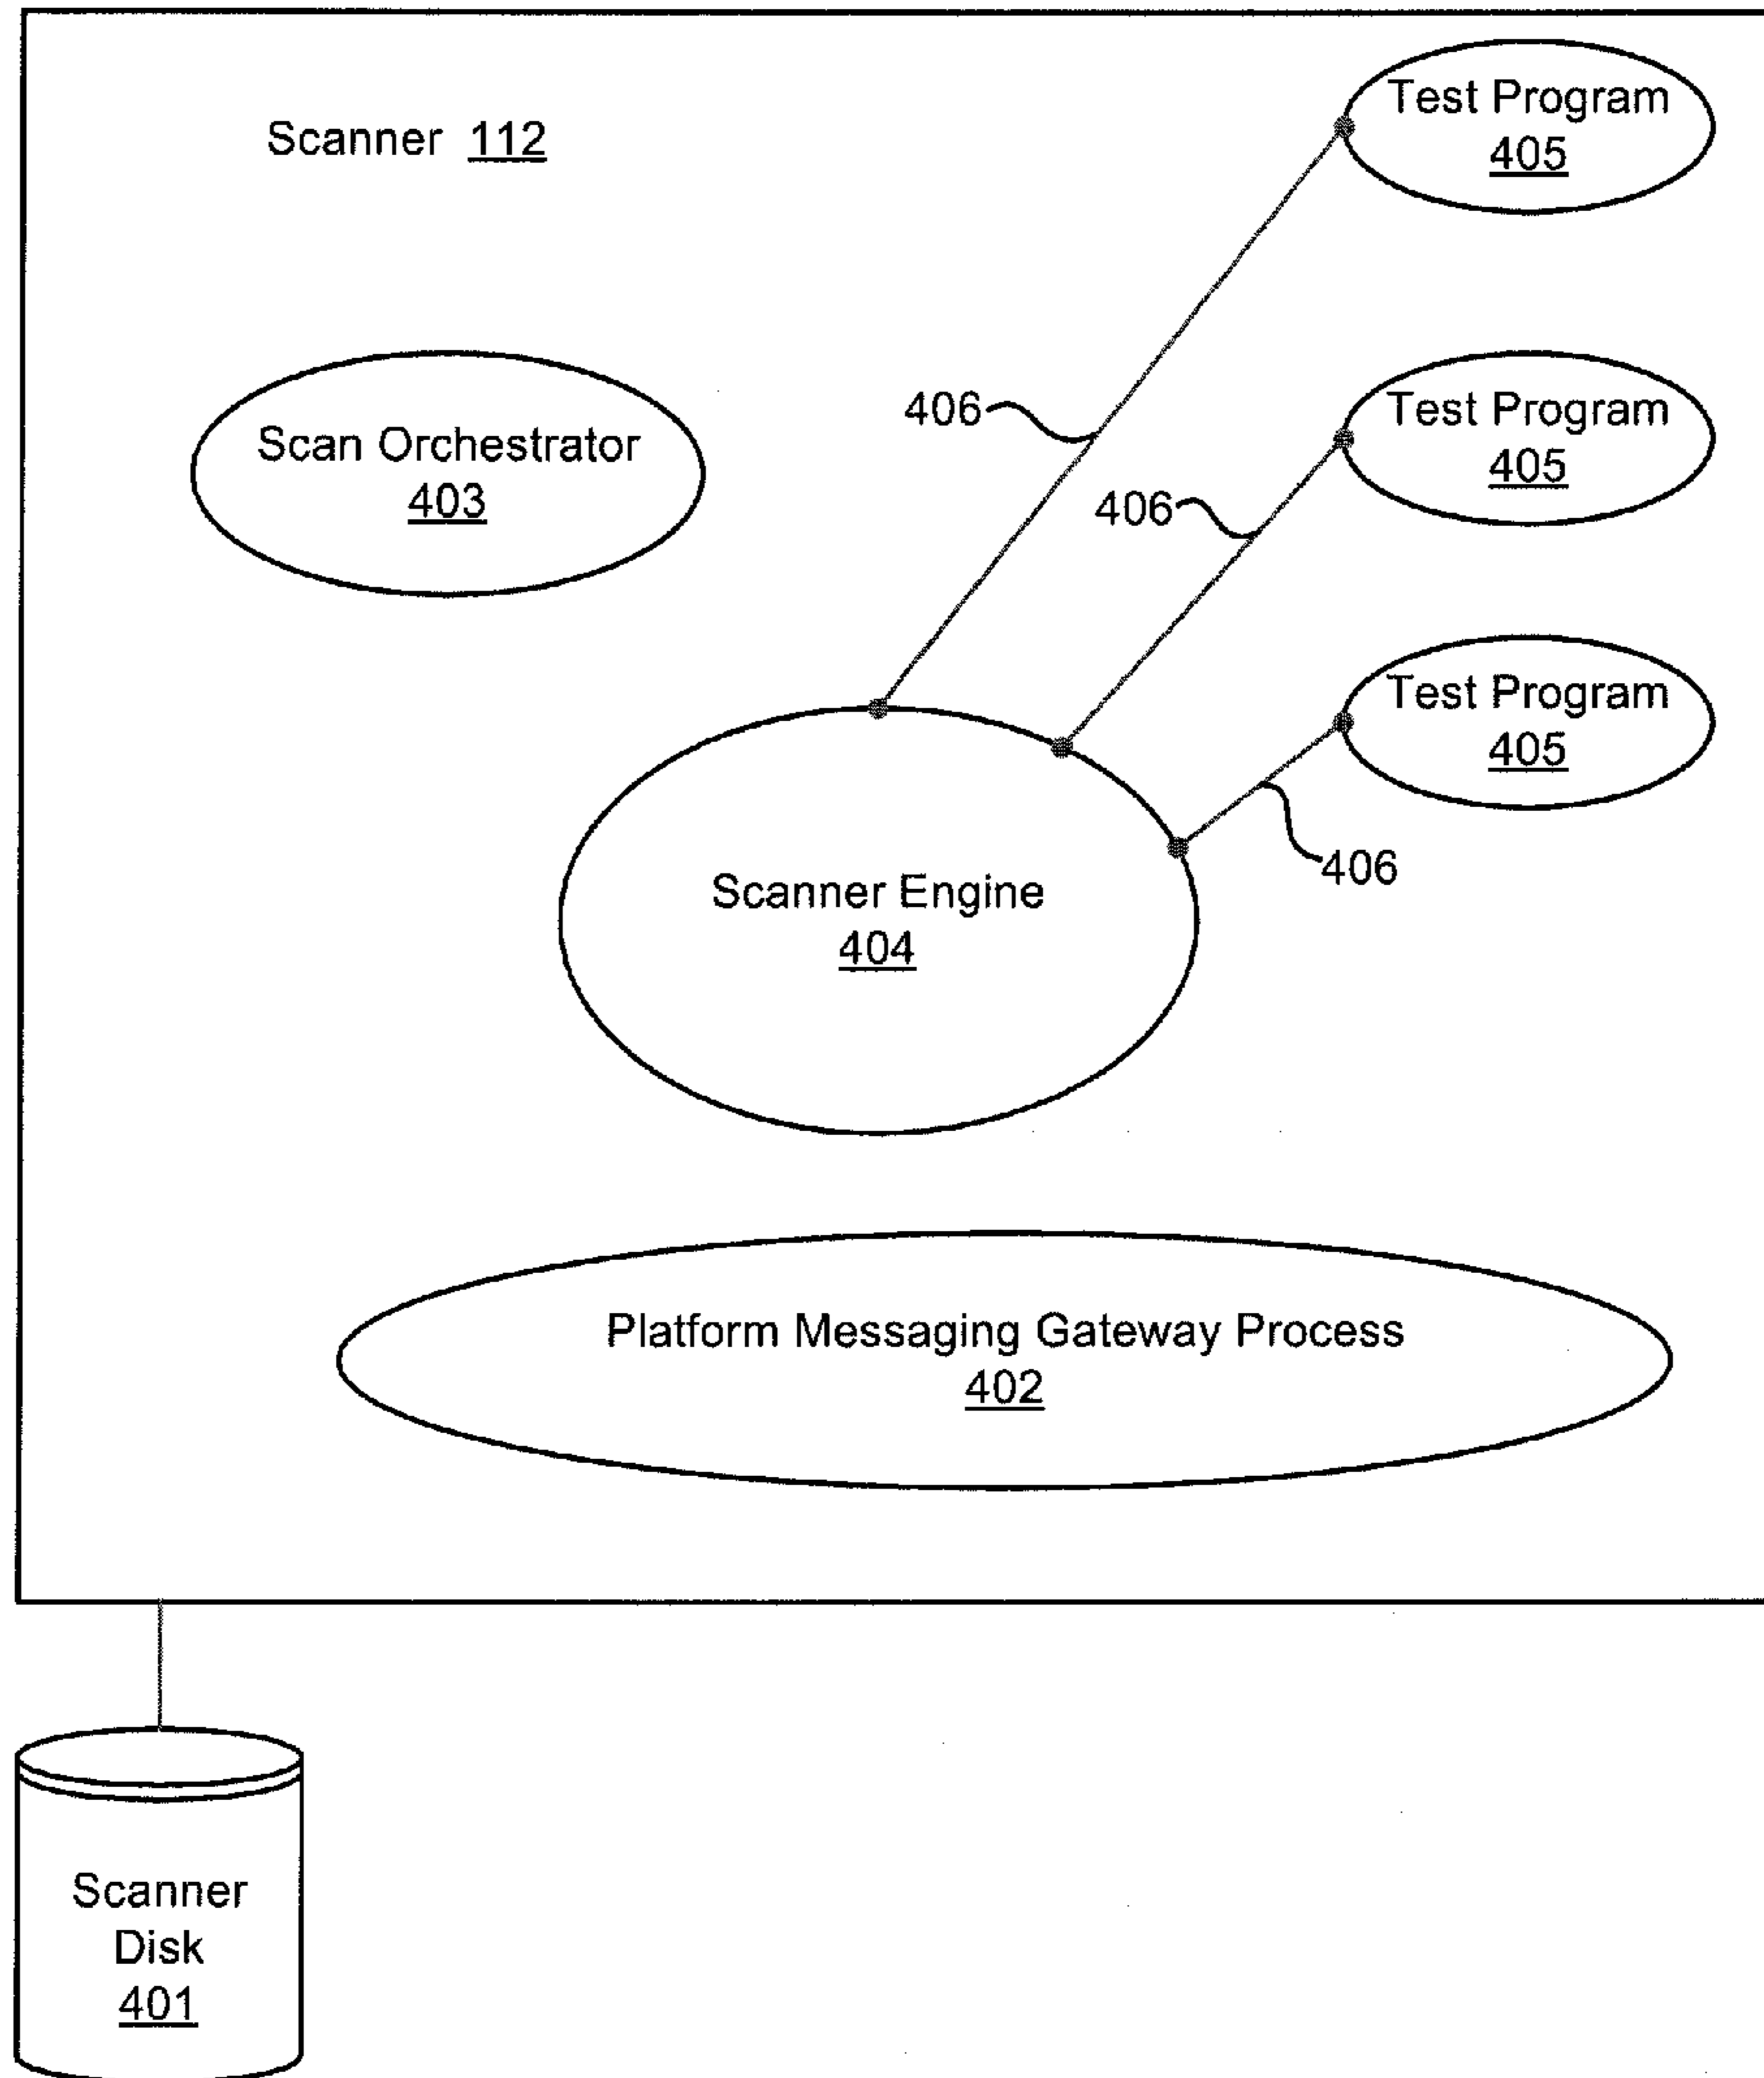 Scanner 112
Test Program
405
406
Scan Orchestrator
403
Test Program
405
406
Test Program
405
406
Scanner Engine
404
Platform Messaging Gateway Process
402
Scanner
Disk
401